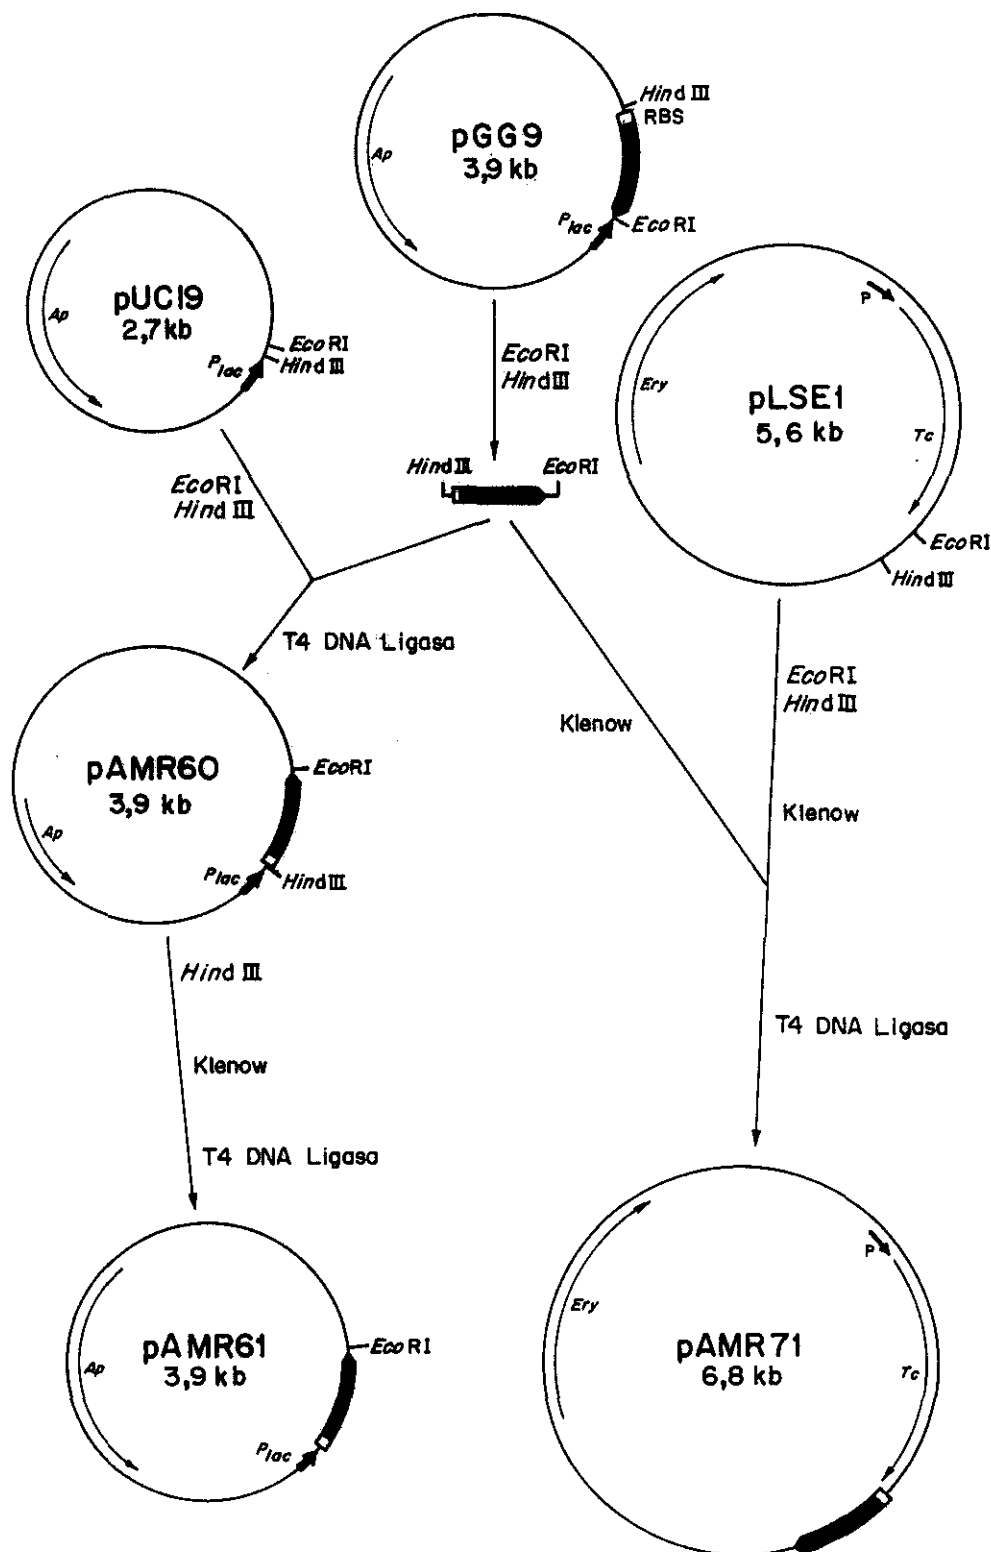 pGG9
3,9 kb
Ap
Hind III
RBS
Plac
EcoRI
pUC19
2,7kb
Ap
EcoRI
Hind III
Plac
EcoRI
Hind III
pLSE1
5,6 kb
Ery
P
Tc
EcoRI
Hind III
Hind III
EcoRI
EcoRI
Hind III
T4 DNA Ligasa
EcoRI
Hind III
Klenow
Klenow
pAMR60
3,9 kb
Ap
EcoRI
Plac
Hind III
Hind III
Klenow
T4 DNA Ligasa
T4 DNA Ligasa
pAMR61
3,9 kb
Ap
EcoRI
Plac
pAMR71
6,8 kb
Ery
P
Tc